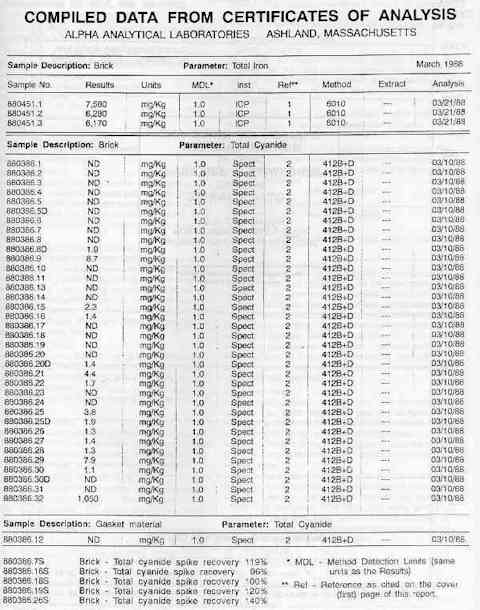 COMPILED DATA FROM CERTIFICATES OF ANALYSIS
ALPHA ANALYTICAL LABORATORIES ASHLAND, MASSACHUSETTS
Sample Description: Brick Parameter: Total Iron March 1988
Sample No. Results Units MDL* Inst Ref** Method Extract Analysis
880451.1 7,580 mg/Kg 1.0 ICP 1 6010 --- 03/21/88
880451.2 6,280 mg/Kg 1.0 ICP 1 6010 --- 03/21/88
880451.3 6,170 mg/Kg 1.0 ICP 1 6010 --- 03/21/88
Sample Description: Brick Parameter: Total Cyanide
880386.1 ND mg/Kg 1.0 Spect 2 412B+D --- 03/10/88
880386.2 ND mg/Kg 1.0 Spect 2 412B+D --- 03/10/88
880386.3 ND mg/Kg 1.0 Spect 2 412B+D --- 03/10/88
880386.4 ND mg/Kg 1.0 Spect 2 412B+D --- 03/10/88
880386.5 ND mg/Kg 1.0 Spect 2 412B+D --- 03/10/88
880386.5D ND mg/Kg 1.0 Spect 2 412B+D --- 03/10/88
880386.6 ND mg/Kg 1.0 Spect 2 412B+D --- 03/10/88
880386.7 ND mg/Kg 1.0 Spect 2 412B+D --- 03/10/88
880386.8 ND mg/Kg 1.0 Spect 2 412B+D --- 03/10/88
880386.8D 1.9 mg/Kg 1.0 Spect 2 412B+D --- 03/10/88
880386.9 8.7 mg/Kg 1.0 Spect 2 412B+D --- 03/10/88
880386.10 ND mg/Kg 1.0 Spect 2 412B+D --- 03/10/88
880386.11 ND mg/Kg 1.0 Spect 2 412B+D --- 03/10/88
880386.13 ND mg/Kg 1.0 Spect 2 412B+D --- 03/10/88
880386.14 ND mg/Kg 1.0 Spect 2 412B+D --- 03/10/88
880386.15 2.3 mg/Kg 1.0 Spect 2 412B+D --- 03/10/88
880386.16 1.4 mg/Kg 1.0 Spect 2 412B+D --- 03/10/88
880386.17 ND mg/Kg 1.0 Spect 2 412B+D --- 03/10/88
880386.18 ND mg/Kg 1.0 Spect 2 412B+D --- 03/10/88
880386.19 ND mg/Kg 1.0 Spect 2 412B+D --- 03/10/88
880386.20 ND mg/Kg 1.0 Spect 2 412B+D --- 03/10/88
880386.20D 1.4 mg/Kg 1.0 Spect 2 412B+D --- 03/10/88
880386.21 4.4 mg/Kg 1.0 Spect 2 412B+D --- 03/10/88
880386.22 1.7 mg/Kg 1.0 Spect 2 412B+D --- 03/10/88
880386.23 ND mg/Kg 1.0 Spect 2 412B+D --- 03/10/88
880386.24 ND mg/Kg 1.0 Spect 2 412B+D --- 03/10/88
880386.25 3.8 mg/Kg 1.0 Spect 2 412B+D --- 03/10/88
880386.25D 1.9 mg/Kg 1.0 Spect 2 412B+D --- 03/10/88
880386.26 1.3 mg/Kg 1.0 Spect 2 412B+D --- 03/10/88
880386.27 1.4 mg/Kg 1.0 Spect 2 412B+D --- 03/10/88
880386.28 1.3 mg/Kg 1.0 Spect 2 412B+D --- 03/10/88
880386.29 7.9 mg/Kg 1.0 Spect 2 412B+D --- 03/10/88
880386.30 1.1 mg/Kg 1.0 Spect 2 412B+D --- 03/10/88
880386.30D ND mg/Kg 1.0 Spect 2 412B+D --- 03/10/88
880386.31 ND mg/Kg 1.0 Spect 2 412B+D --- 03/10/88
880386.32 1,050 mg/Kg 1.0 Spect 2 412B+D --- 03/10/88
Sample Description: Gasket material Parameter: Total Cyanide
880386.12 ND mg/Kg 1.0 Spect 2 412B+D --- 03/10/88
880386.7S Brick - Total cyanide spike recovery 119% * MDL - Method Detection Limits (same
880386.16S Brick - Total cyanide spike recovery 96% units as the Results)
880386.18S Brick - Total cyanide spike recovery 100%
880386.19S Brick - Total cyanide spike recovery 120% ** Ref - Reference as cited on the cover
880386.26S Brick - Total cyanide spike recovery 140% (first) page of this report.